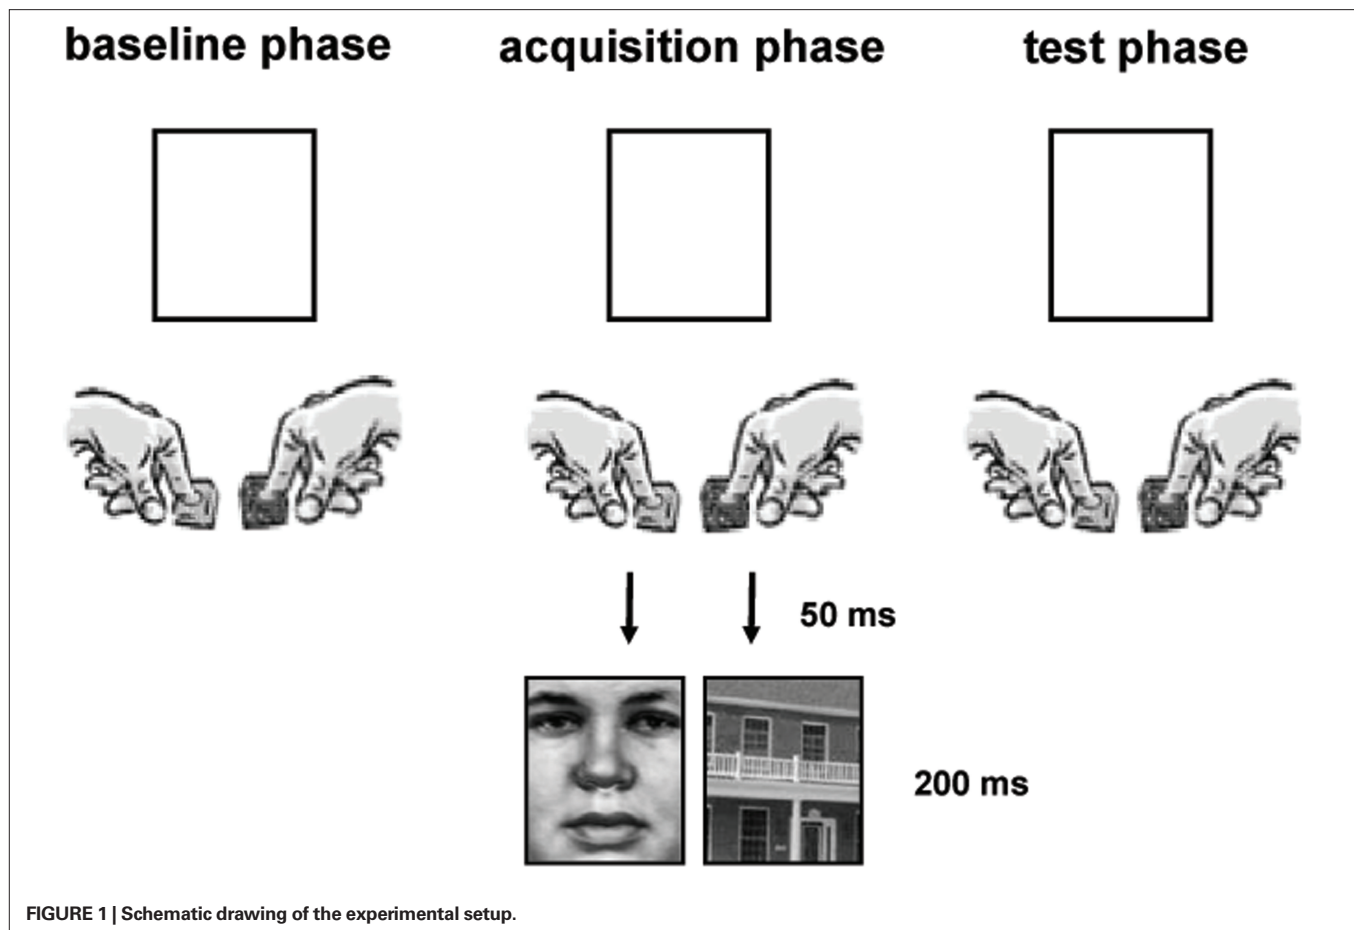 baseline phase
acquisition phase
test phase
50 ms
200 ms
FIGURE 1 | Schematic drawing of the experimental setup.